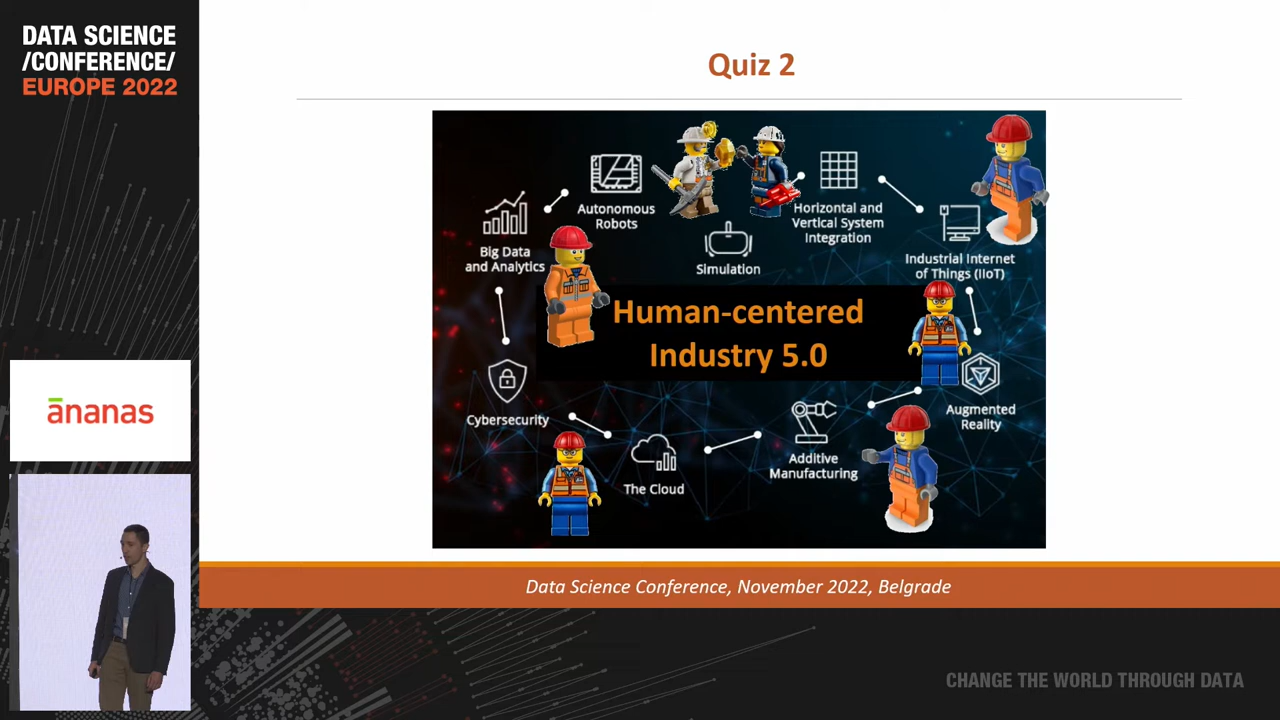 DATA SCIENCE
/CONFERENCE/
EUROPE 2022
Quiz 2
Autonomous
Robots
Horizontal and
Vertical System
Integration
Big Data
and Analytics
Simulation
Industrial Internet
of Things (IIoT)
Human-centered
Industry 5.0
Cybersecurity
Augmented
Reality
The Cloud
Additive
Manufacturing
ānanas
Data Science Conference, November 2022, Belgrade
CHANGE THE WORLD THROUGH DATA